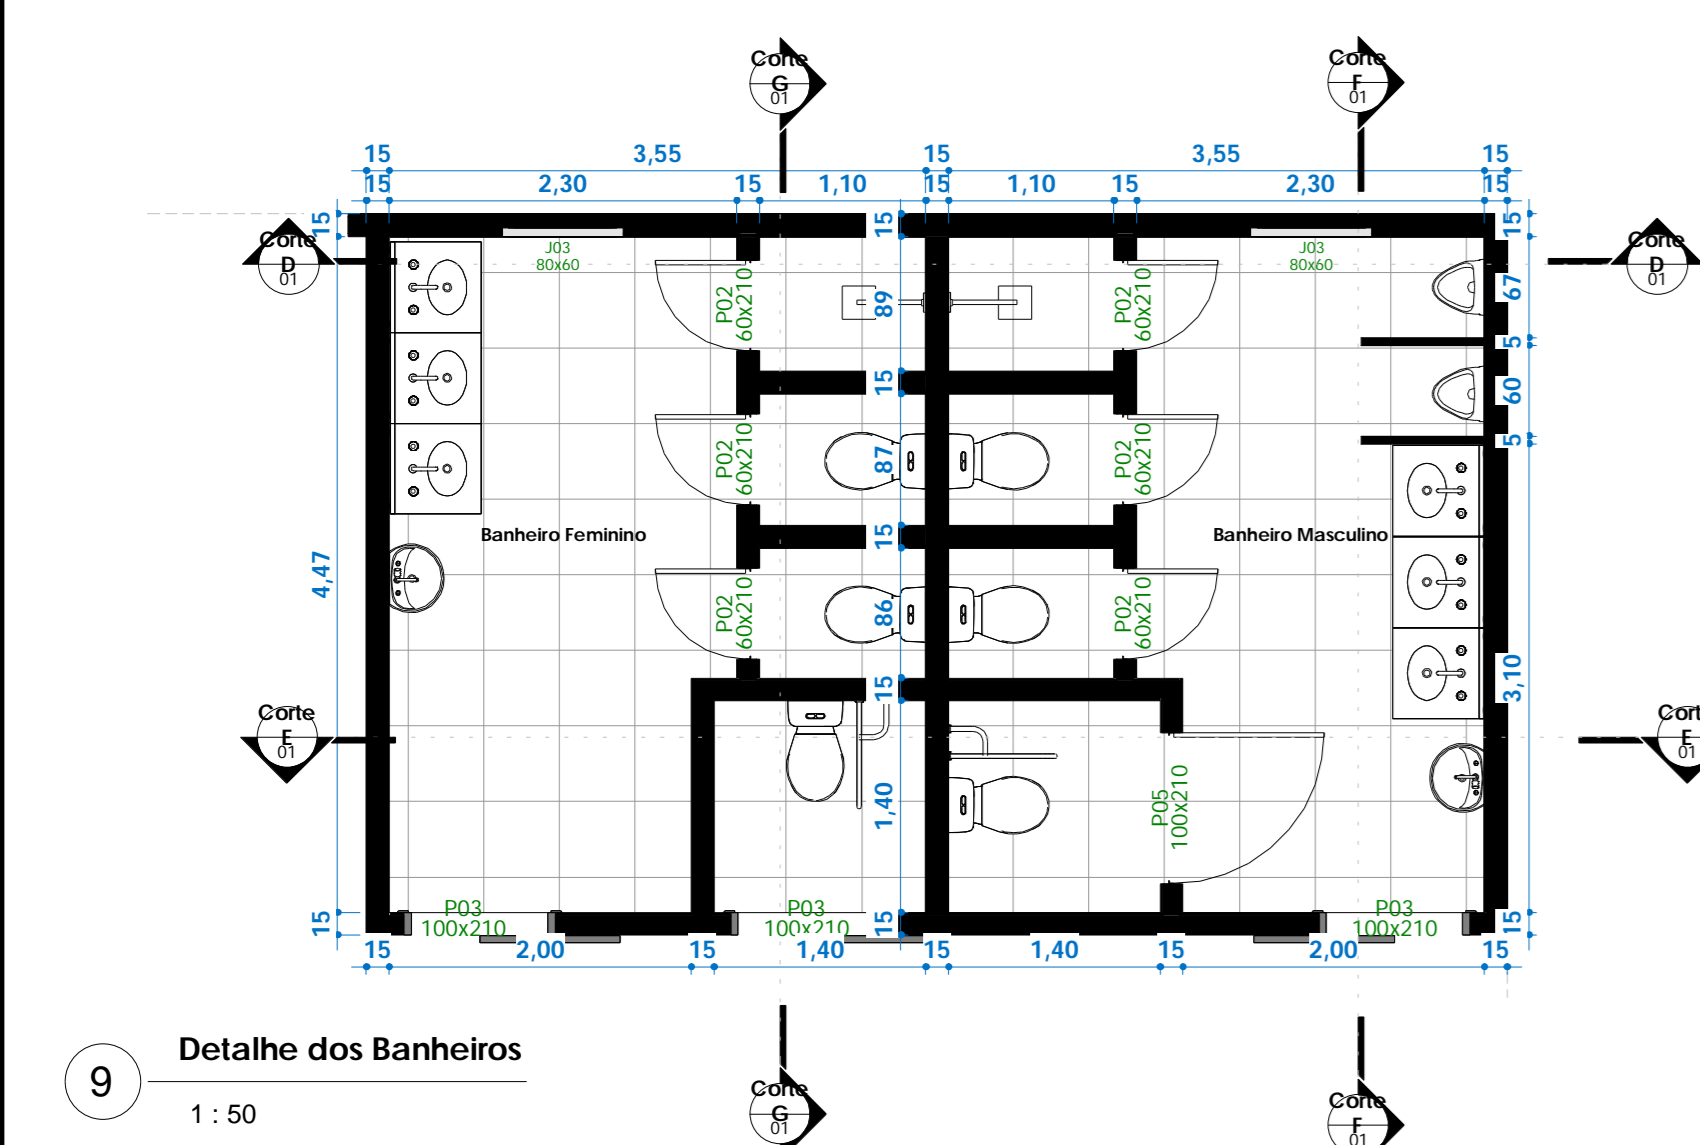 Corte
G
01
Corte
F
01
15
3,55
15
3,55
15
15
2,30
15
1,10
15
1,10
15
2,30
15
15
15
15
Corte
D
01
J03
80x60
J03
80x60
Corte
D
01
P02
60x210
89
P02
60x210
67
5
15
60
P02
60x210
87
P02
60x210
5
Banheiro Feminino
15
Banheiro Masculino
4,47
P02
60x210
86
P02
60x210
15
3,10
Corte
E
01
Corte
E
01
1,40
P05
100x210
15
P03
100x210
P03
100x210
15
P03
100x210
15
15
2,00
15
1,40
15
1,40
15
2,00
15
9
Detalhe dos Banheiros
1 : 50
Corte
G
01
Corte
F
01